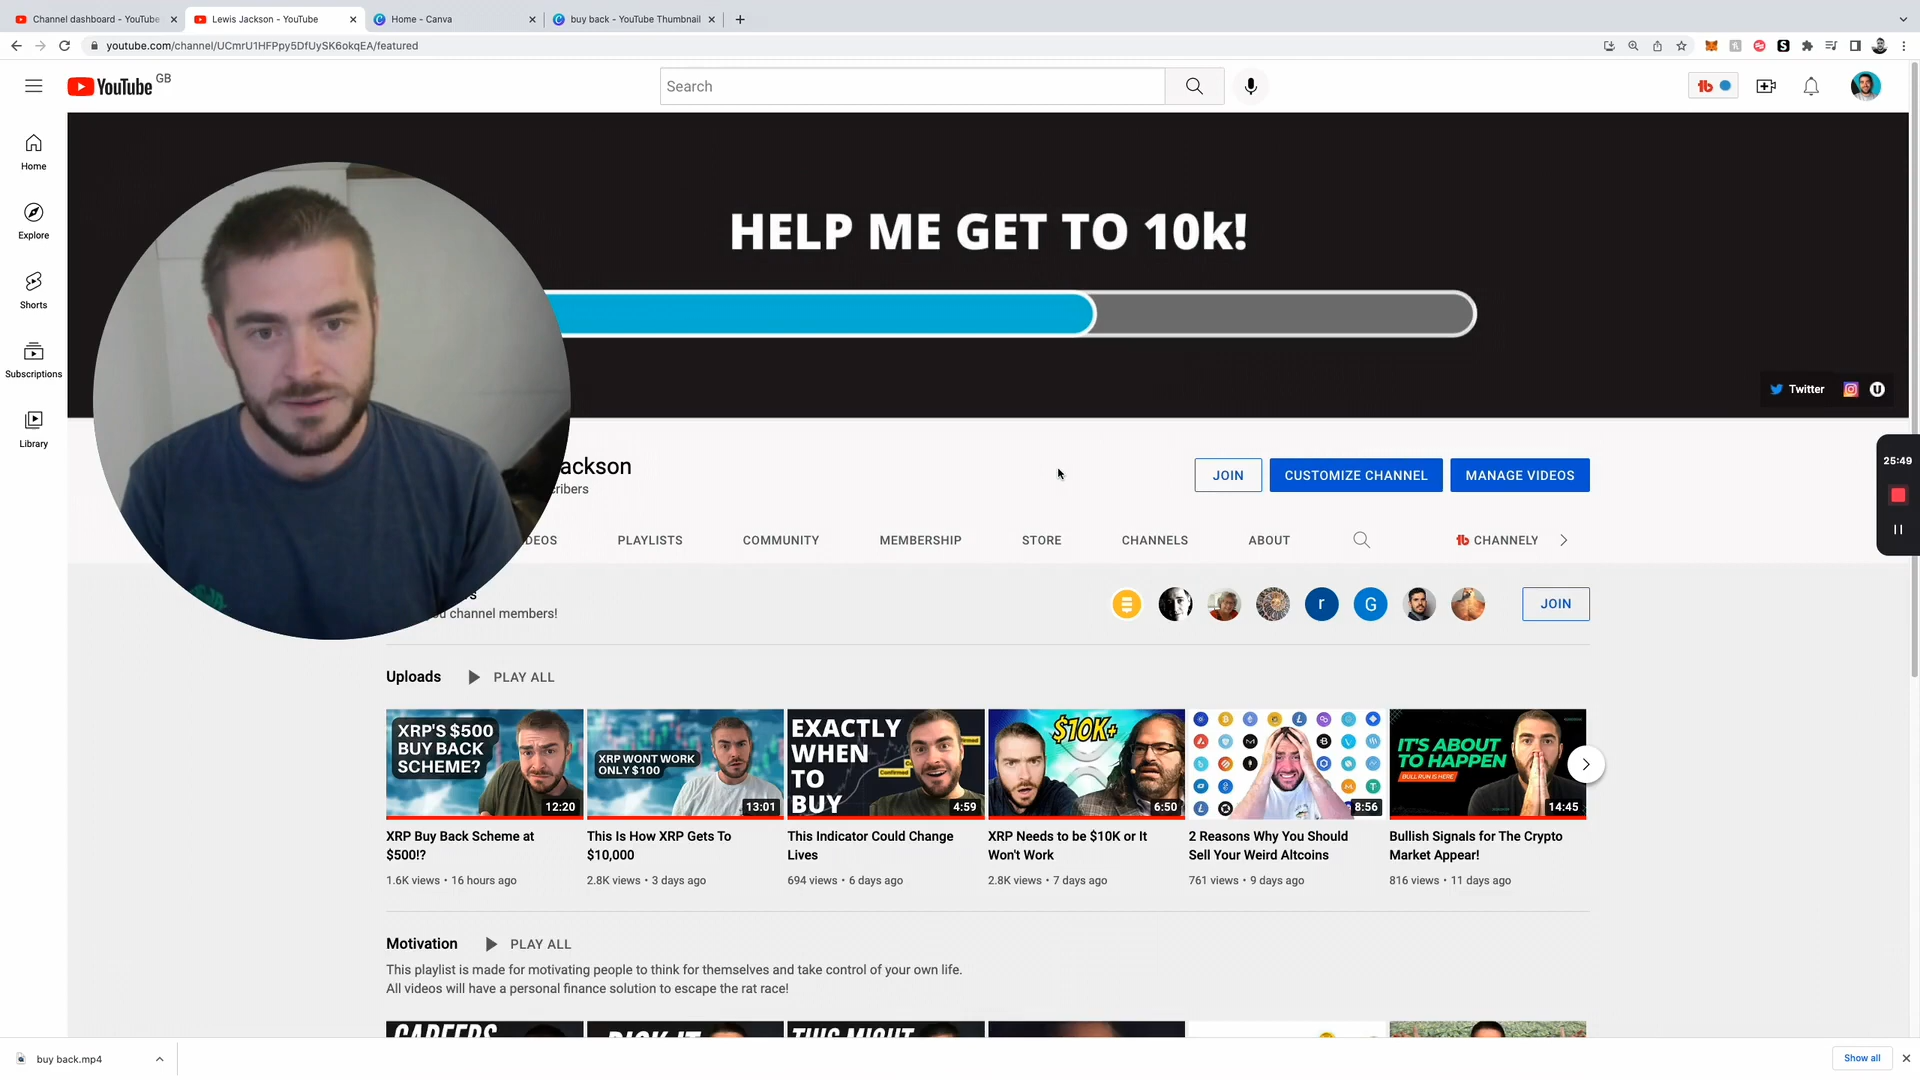 Channel dashboard - YouTube
Lewis Jackson - YouTube
Home - Canva
buy back - YouTube Thumbnail
youtube.com/channel/UCmrU1HFPpy5DfUySK6okqEA/featured
YouTube GB
Search
Home
Explore
Shorts
Subscriptions
Library
HELP ME GET TO 10k!
Twitter
25:49
ackson
cribers
JOIN
CUSTOMIZE CHANNEL
MANAGE VIDEOS
DEOS
PLAYLISTS
COMMUNITY
MEMBERSHIP
STORE
CHANNELS
ABOUT
CHANNELY
r
G
JOIN
channel members!
Uploads
PLAY ALL
XRP'S $500
BUY BACK
SCHEME?
12:20
XRP WONT WORK
ONLY $100
13:01
EXACTLY
WHEN
TO
BUY
Confirmed
4:59
$10K+
6:50
8:56
IT'S ABOUT
TO HAPPEN
BULL RUN IS HERE
14:45
XRP Buy Back Scheme at
$500!?
1.6K views • 16 hours ago
This Is How XRP Gets To
$10,000
2.8K views • 3 days ago
This Indicator Could Change
Lives
694 views • 6 days ago
XRP Needs to be $10K or It
Won't Work
2.8K views • 7 days ago
2 Reasons Why You Should
Sell Your Weird Altcoins
761 views • 9 days ago
Bullish Signals for The Crypto
Market Appear!
816 views • 11 days ago
Motivation
PLAY ALL
This playlist is made for motivating people to think for themselves and take control of your own life.
All videos will have a personal finance solution to escape the rat race!
CAREERS
THIS MIGHT
buy back.mp4
Show all